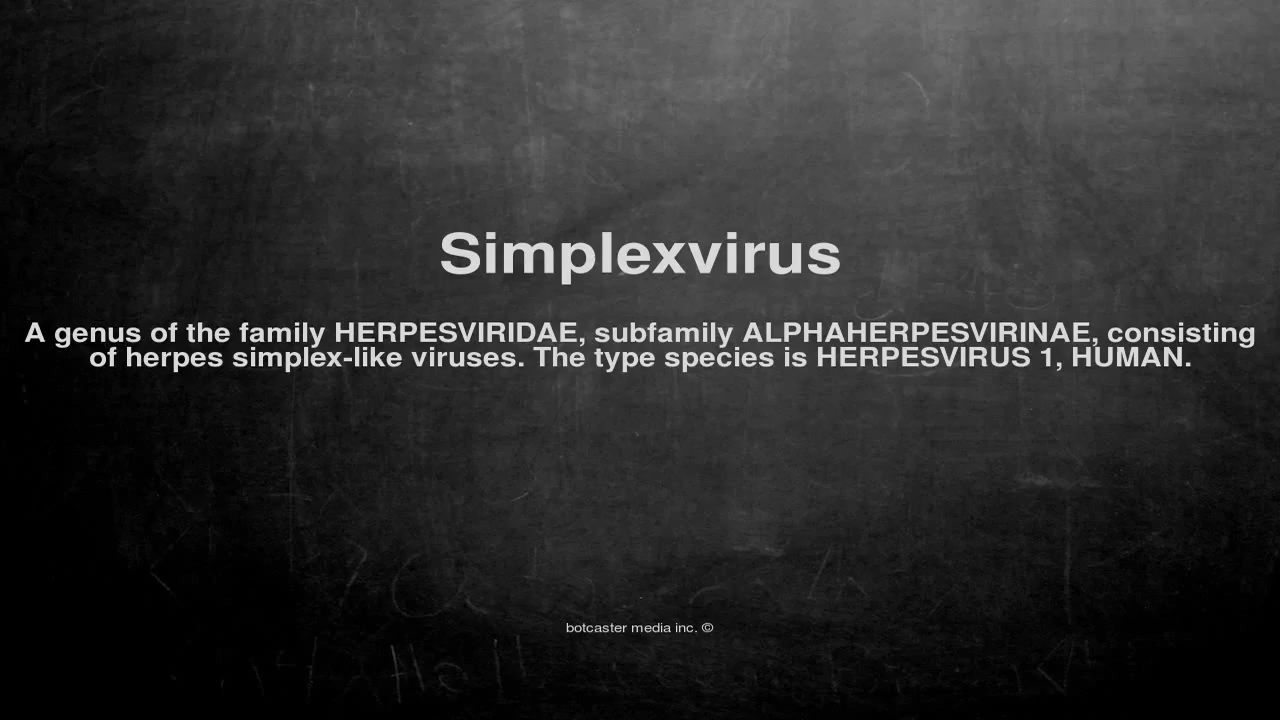 Simplexvirus
A genus of the family HERPESVIRIDAE, subfamily ALPHAHERPESVIRINAE, consisting
of herpes simplex-like viruses. The type species is HERPESVIRUS 1, HUMAN.
botcaster media inc. ©